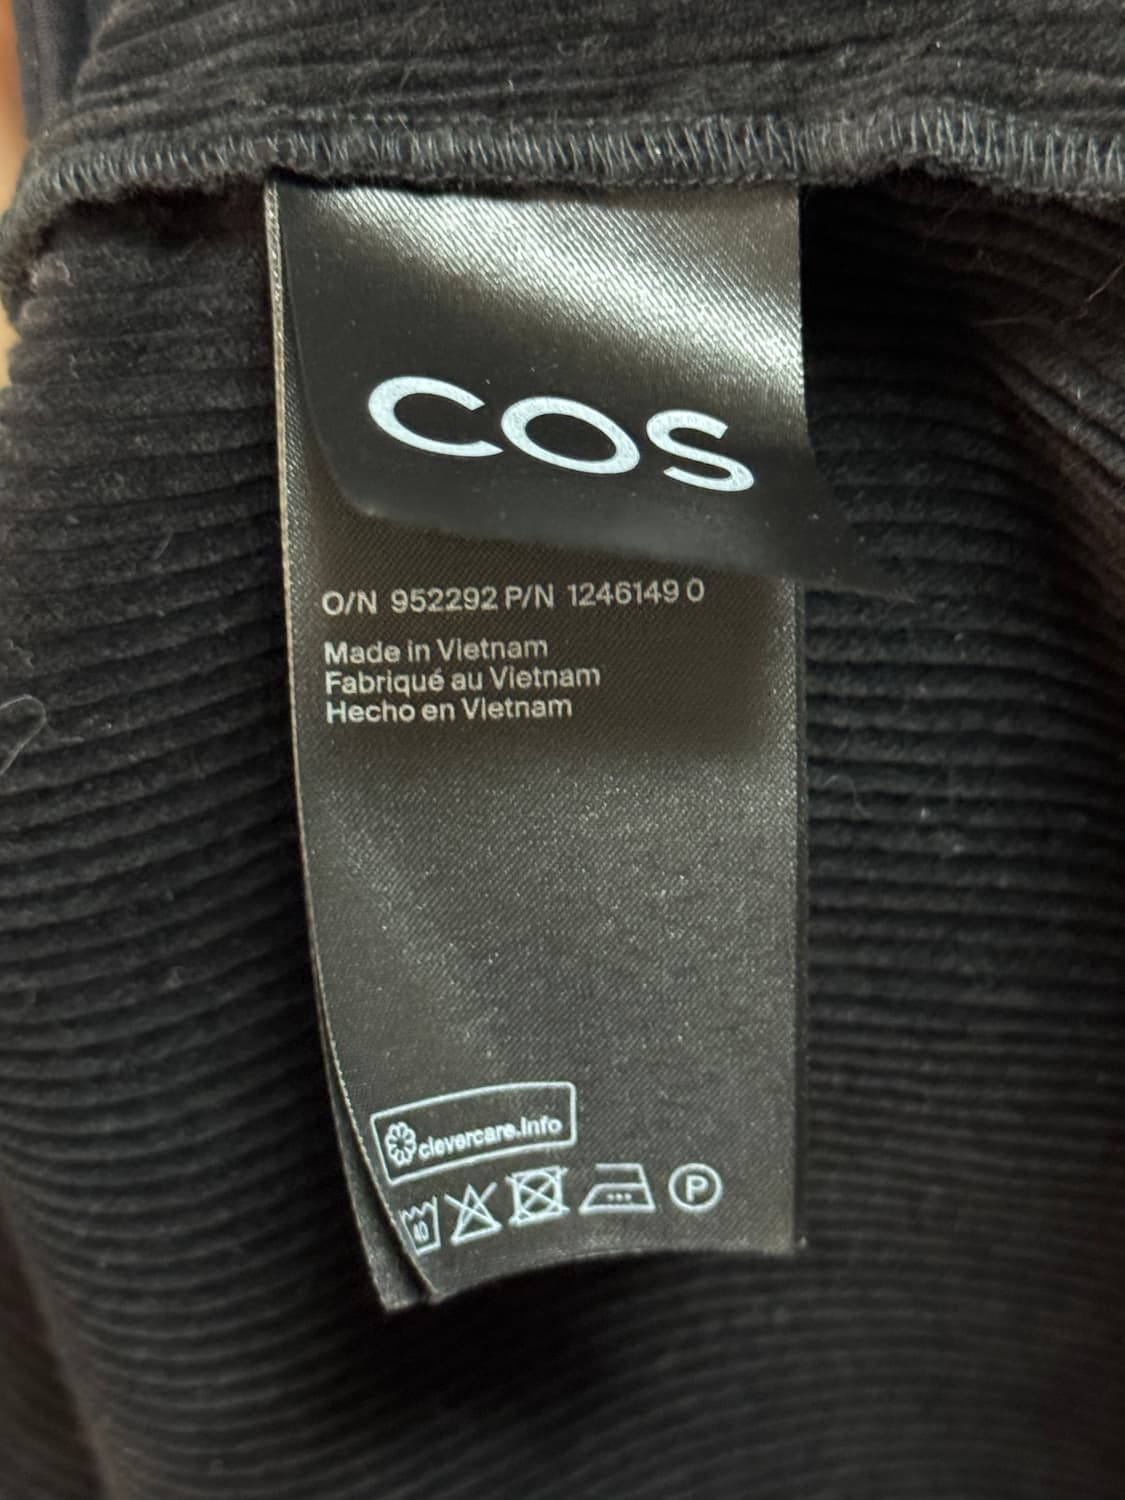 COS
O/N 952292 P/N 1246149 0
Made in Vietnam
Fabriqué au Vietnam
Hecho en Vietnam
clevercare.info
40
P